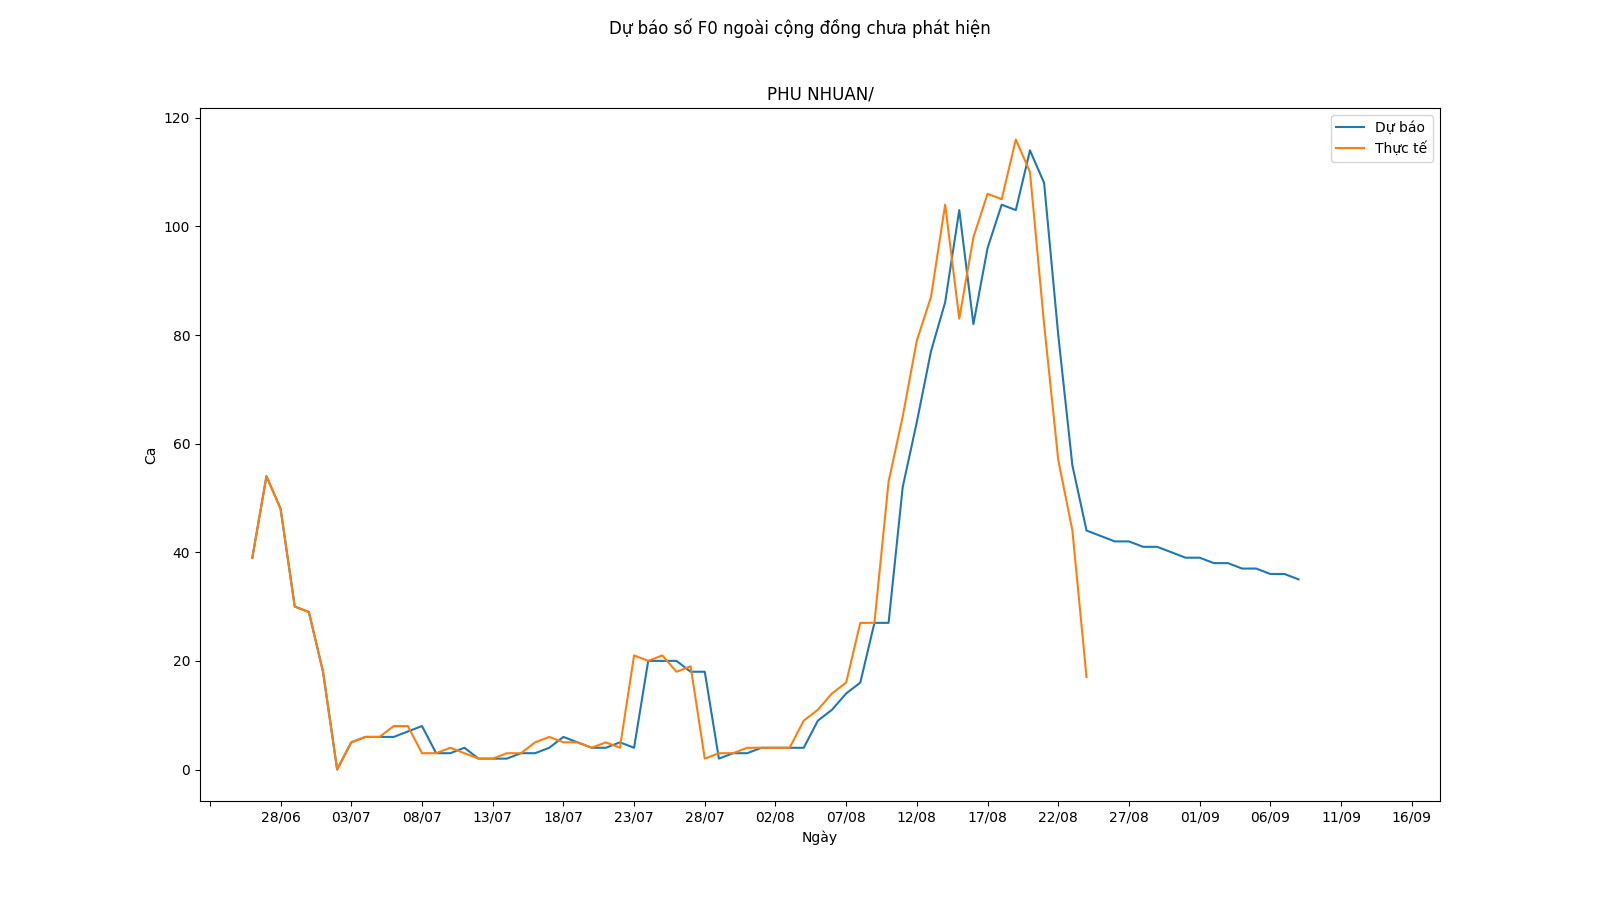 Dự báo số F0 ngoài cộng đồng chưa phát hiện
PHU NHUAN/
Dự báo
Thực tế
120
100
80
60
40
20
0
Ca
28/06 03/07 08/07 13/07 18/07 23/07 28/07 02/08 07/08 12/08 17/08 22/08 27/08 01/09 06/09 11/09 16/09
Ngày